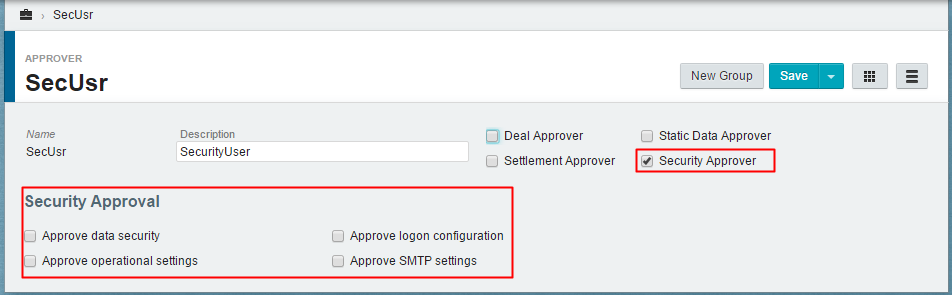 › SecUsr
APPROVER
SecUsr
New Group
Save
Name
Description
SecUsr
SecurityUser
Deal Approver
Static Data Approver
Settlement Approver
Security Approver
Security Approval
Approve data security
Approve logon configuration
Approve operational settings
Approve SMTP settings